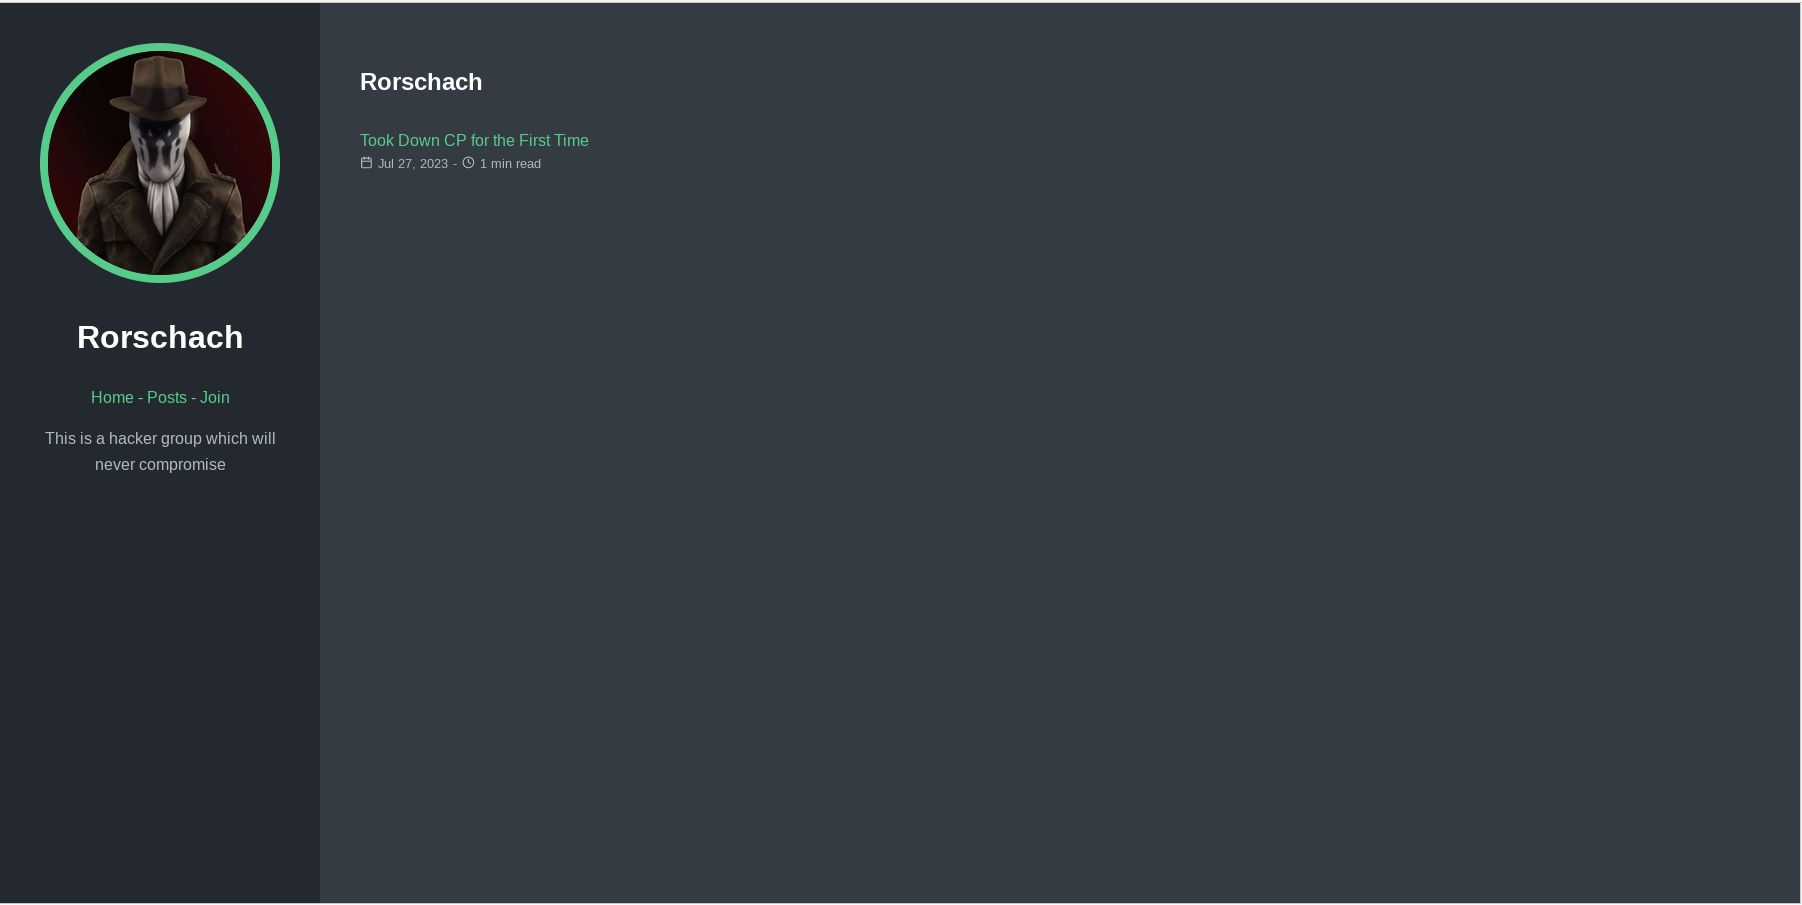 Rorschach
Home - Posts - Join
This is a hacker group which will
never compromise
Rorschach
Took Down CP for the First Time
Jul 27, 2023 - 1 min read